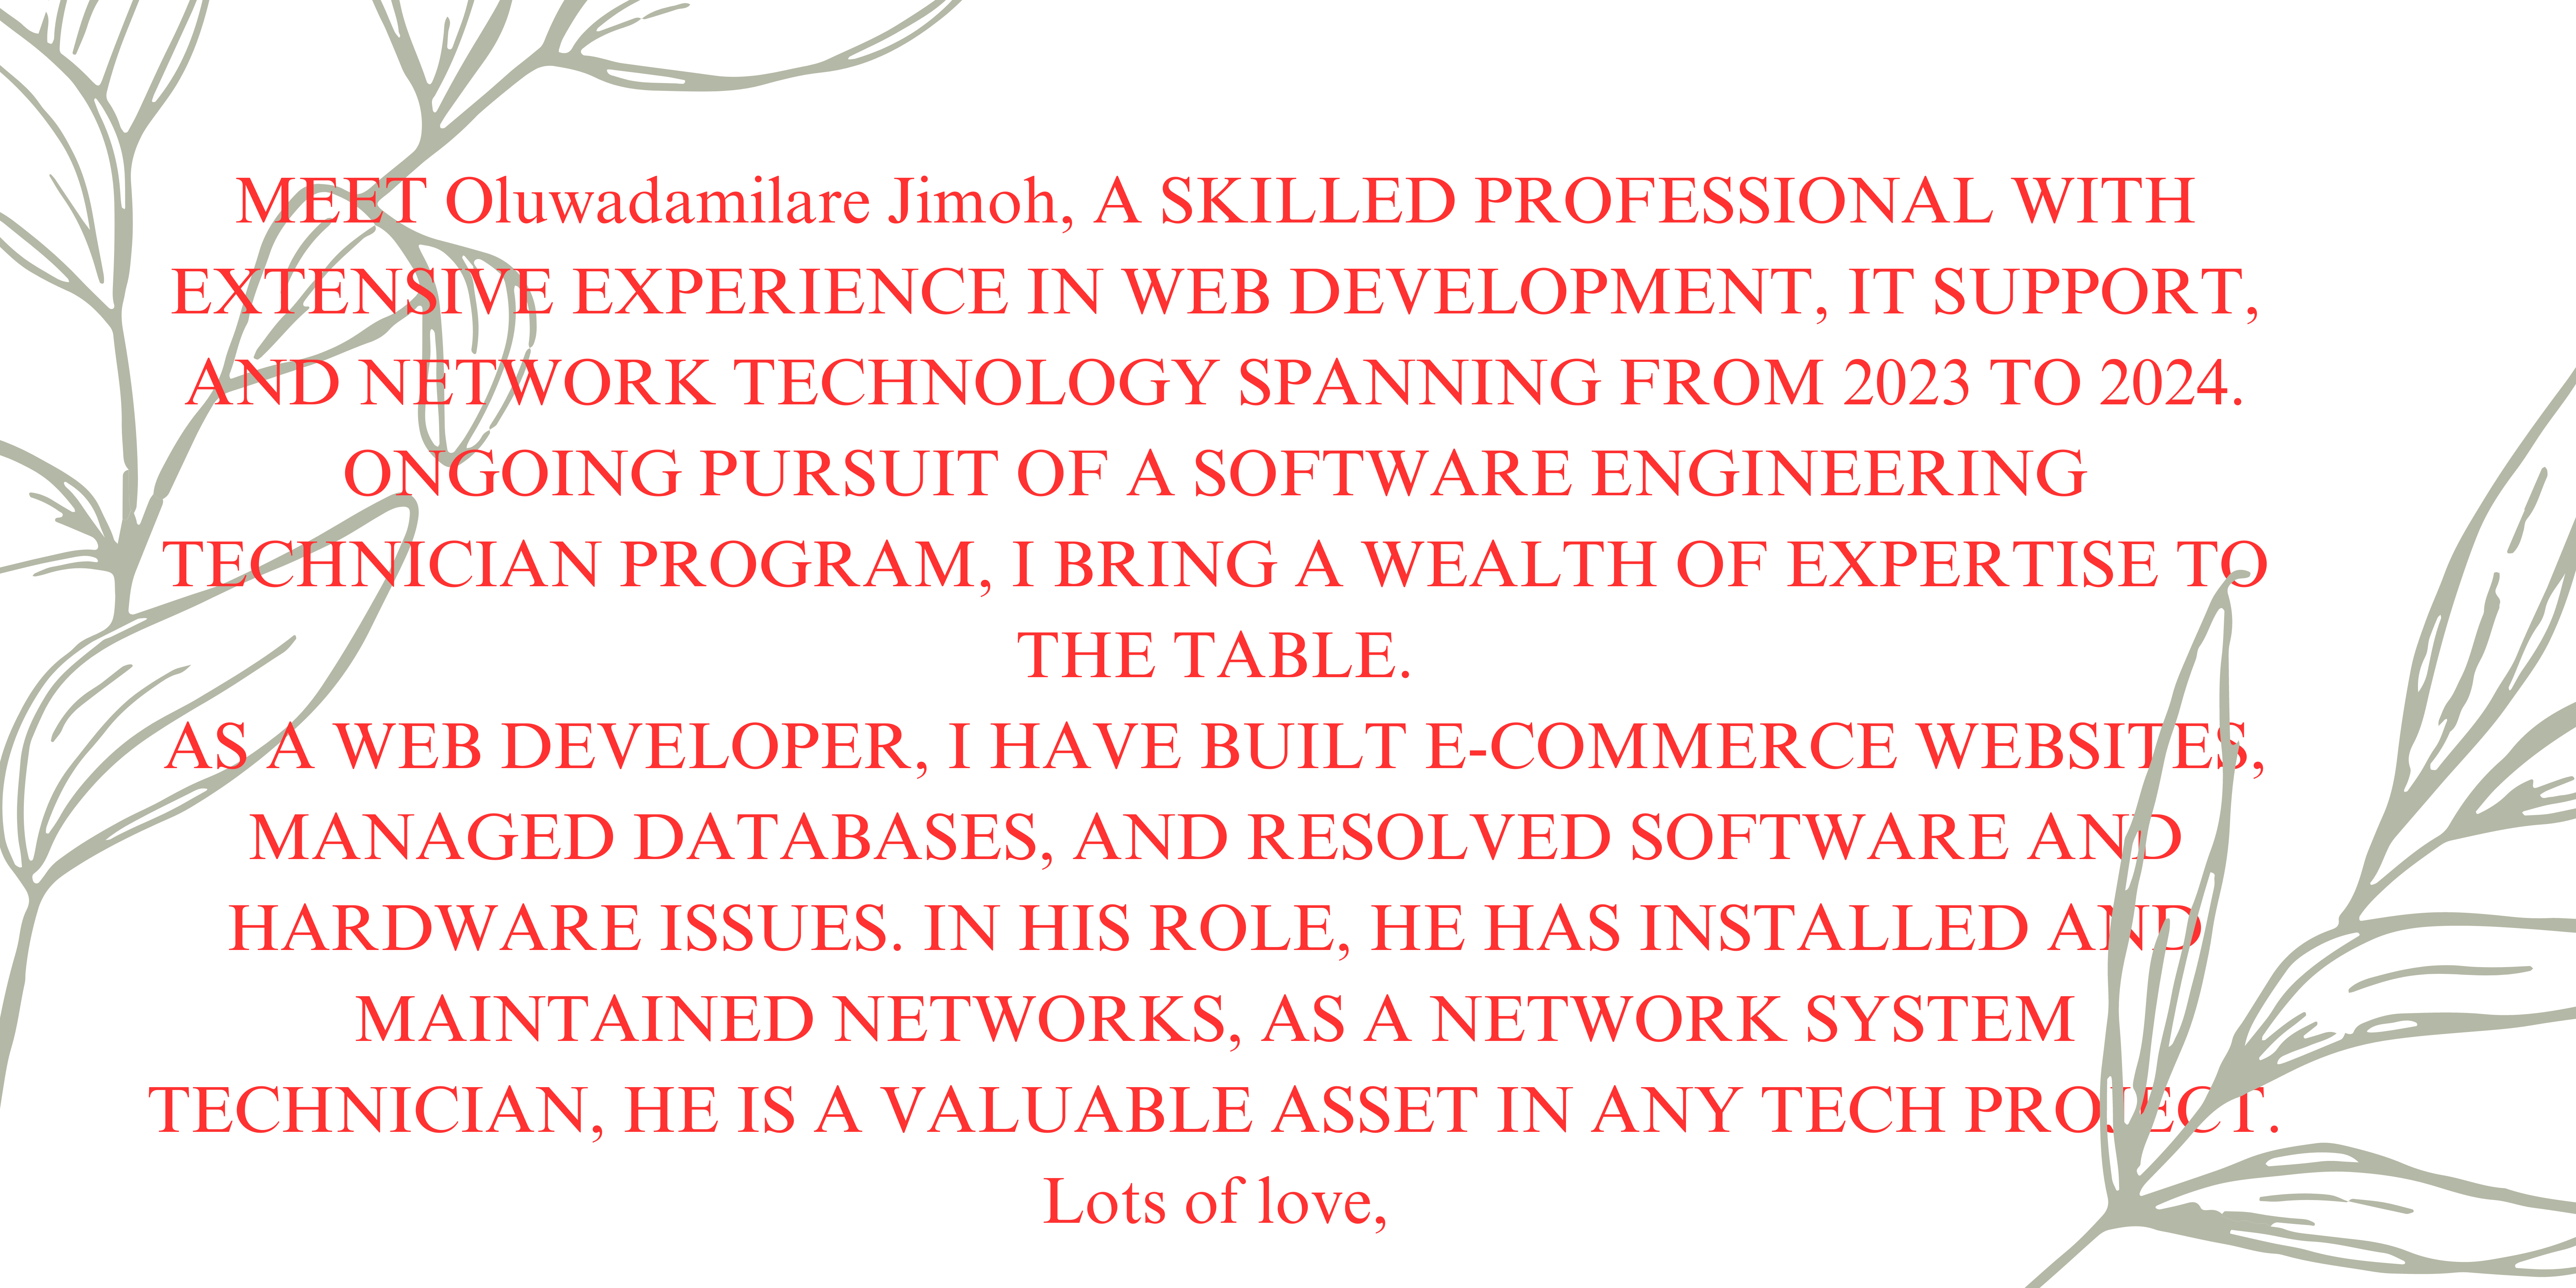 MEET Oluwadamilare Jimoh, A SKILLED PROFESSIONAL WITH
EXTENSIVE EXPERIENCE IN WEB DEVELOPMENT, IT SUPPORT,
AND NETWORK TECHNOLOGY SPANNING FROM 2023 TO 2024.
ONGOING PURSUIT OF A SOFTWARE ENGINEERING
TECHNICIAN PROGRAM, I BRING A WEALTH OF EXPERTISE TO
THE TABLE.
AS A WEB DEVELOPER, I HAVE BUILT E-COMMERCE WEBSITES,
MANAGED DATABASES, AND RESOLVED SOFTWARE AND
HARDWARE ISSUES. IN HIS ROLE, HE HAS INSTALLED AND
MAINTAINED NETWORKS, AS A NETWORK SYSTEM
TECHNICIAN, HE IS A VALUABLE ASSET IN ANY TECH PROJECT.
Lots of love,